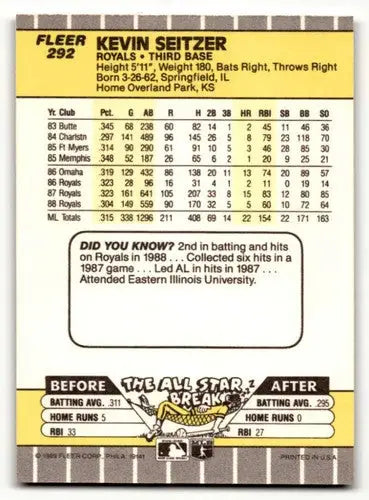 FLEER 292
KEVIN SEITZER
ROYALS • THIRD BASE
Height 5'11", Weight 180, Bats Right, Throws Right
Born 3-26-62, Springfield, IL
Home Overland Park, KS
Yr. Club Pct. G AB R H 2B 3B HR RBI SB BB SO
83 Butte .345 68 238 60 82 14 1 2 45 11 46 36
84 Charlstn .297 141 489 96 145 26 5 8 79 23 118 70
85 Ft Myers .314 90 290 61 91 10 5 3 46 28 85 30
85 Memphis .348 52 187 26 65 6 2 1 20 9 25 21
86 Omaha .319 129 432 86 138 20 11 13 74 20 89 57
86 Royals .323 28 96 16 31 4 1 2 11 0 19 14
87 Royals .323 161 641 105 207 33 8 15 83 12 80 85
88 Royals .304 149 559 90 170 32 5 5 60 10 72 64
ML Totals .315 338 1296 211 408 69 14 22 154 22 171 163
DID YOU KNOW? 2nd in batting and hits
on Royals in 1988 . . . Collected six hits in a
1987 game . . . Led AL in hits in 1987 . . .
Attended Eastern Illinois University.
BEFORE THE ALL STAR BREAK AFTER
BATTING AVG. .311 BATTING AVG. .295
HOME RUNS 5 HOME RUNS 0
RBI 33 RBI 27
© 1989 FLEER CORP., PHILA. 19141 PRINTED IN U.S.A.